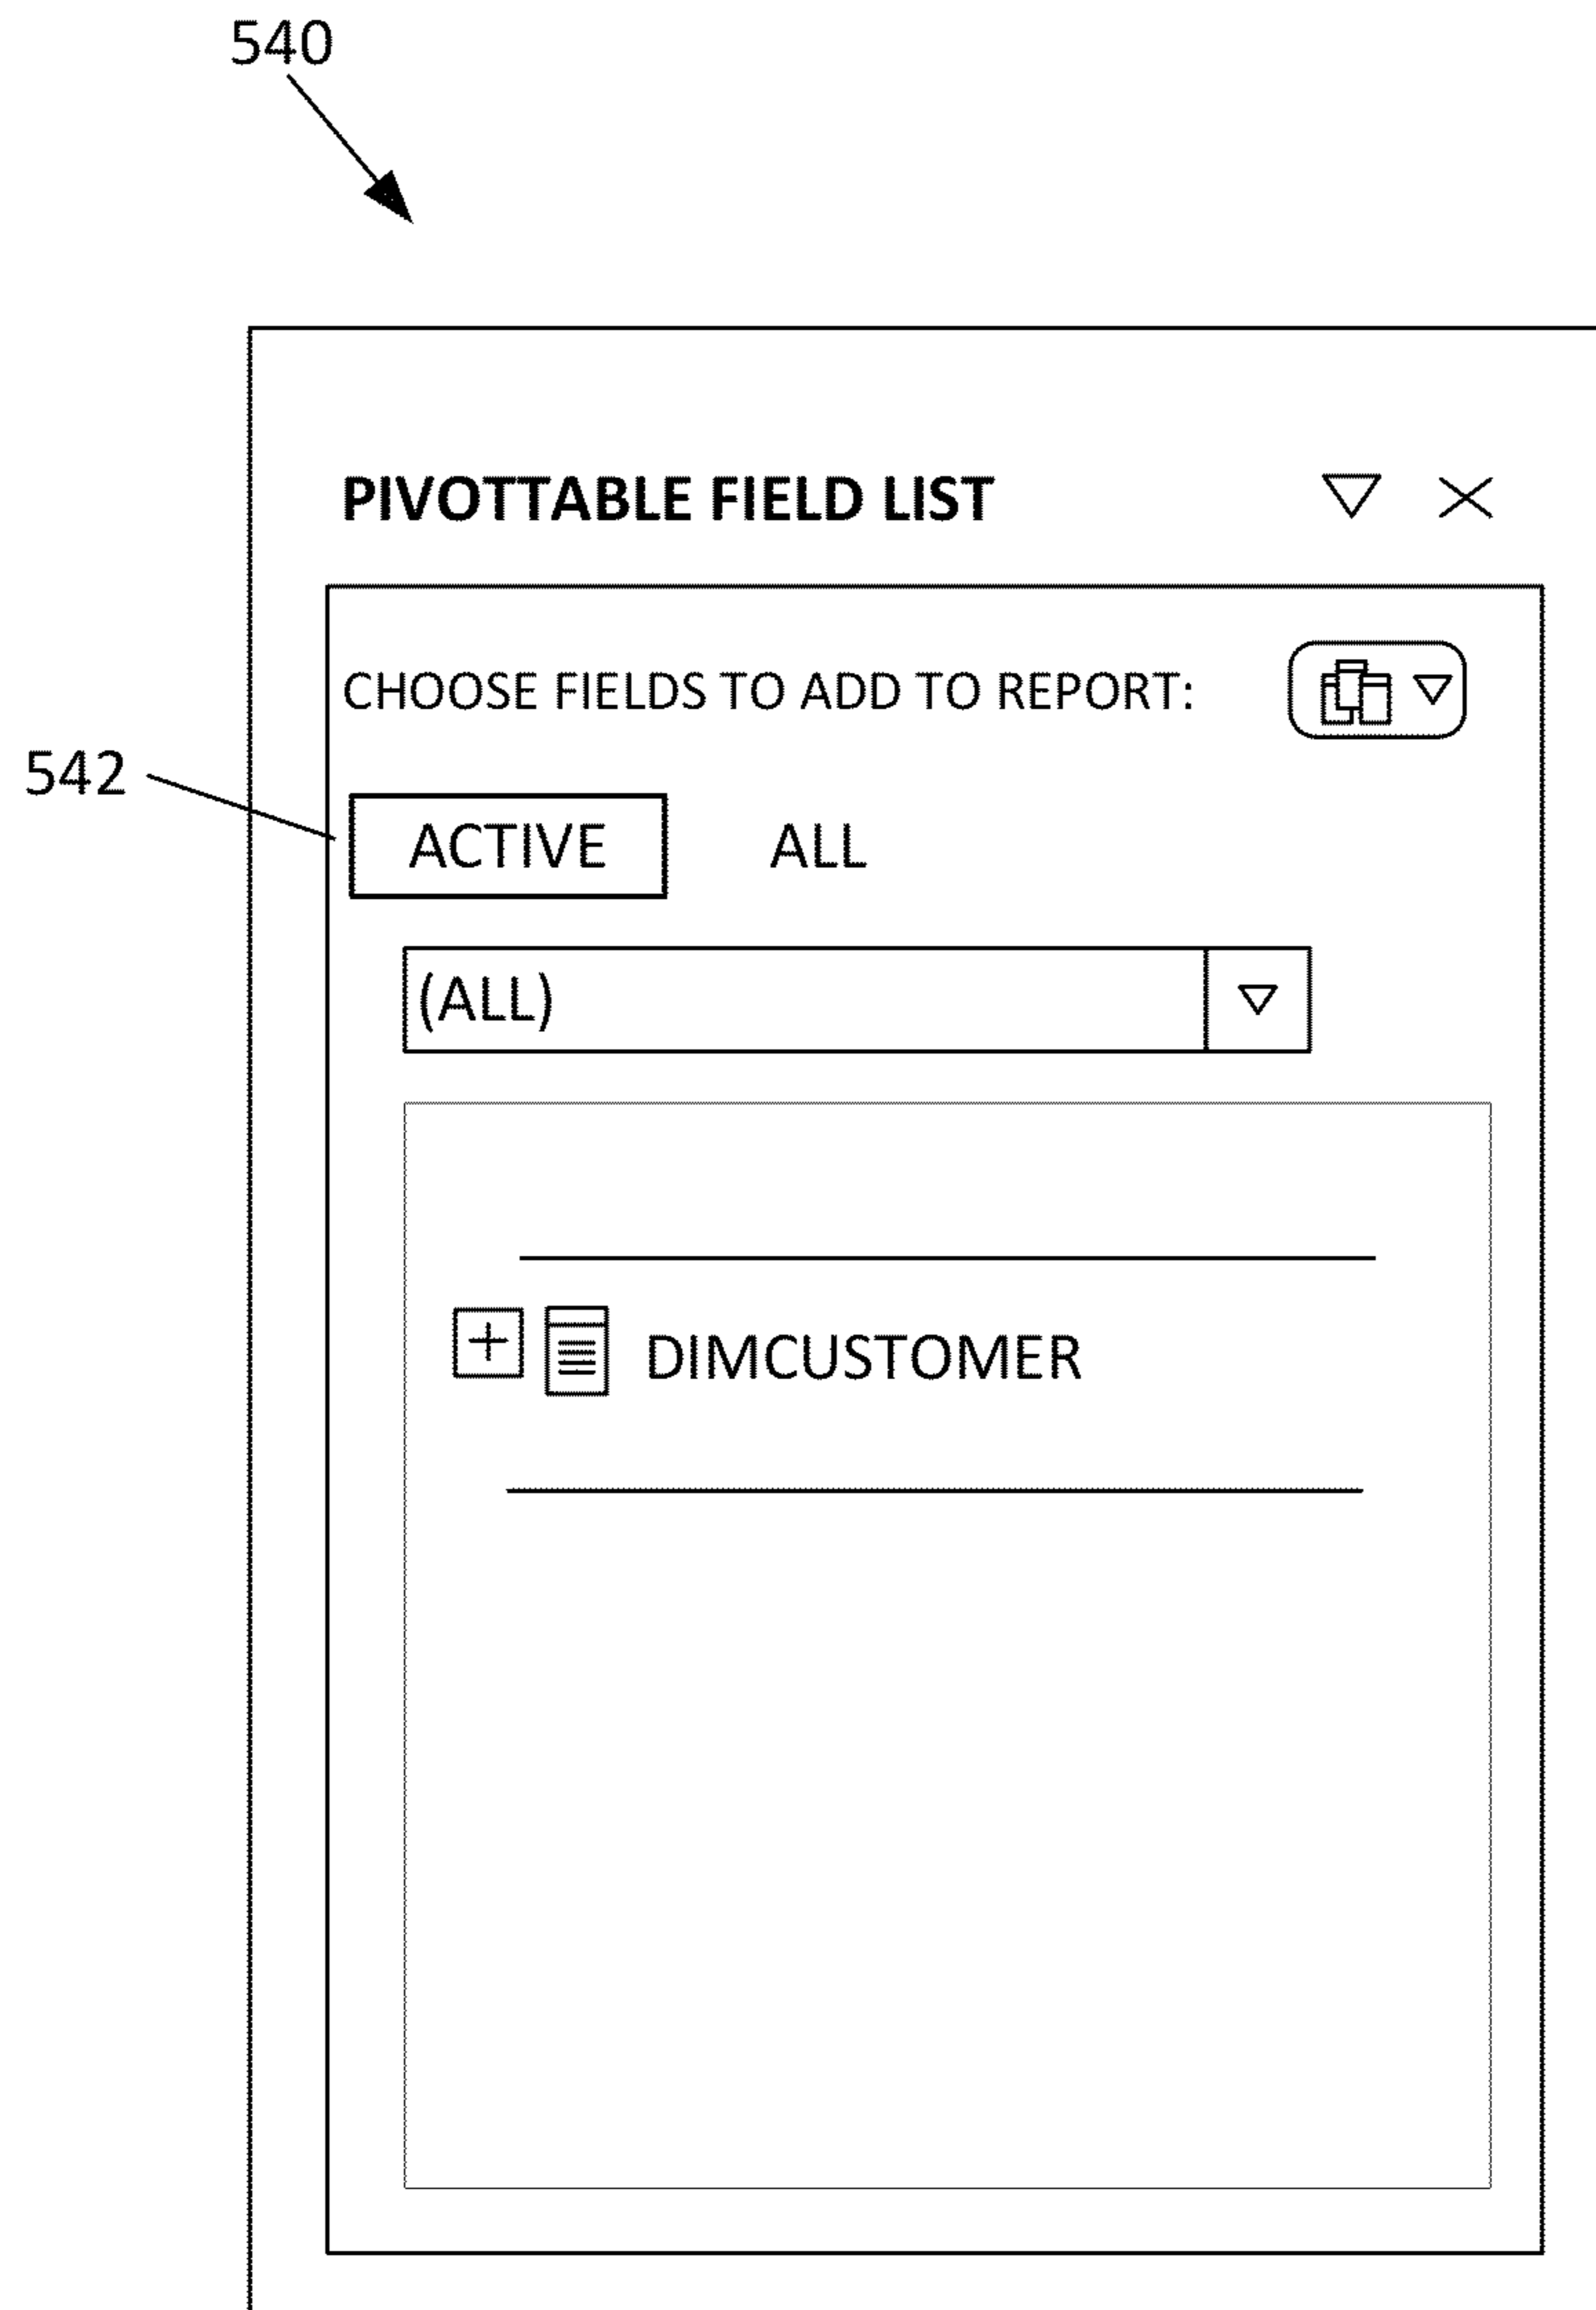 540
PIVOTTABLE FIELD LIST
CHOOSE FIELDS TO ADD TO REPORT:
542
ACTIVE ALL
(ALL)
DIMCUSTOMER